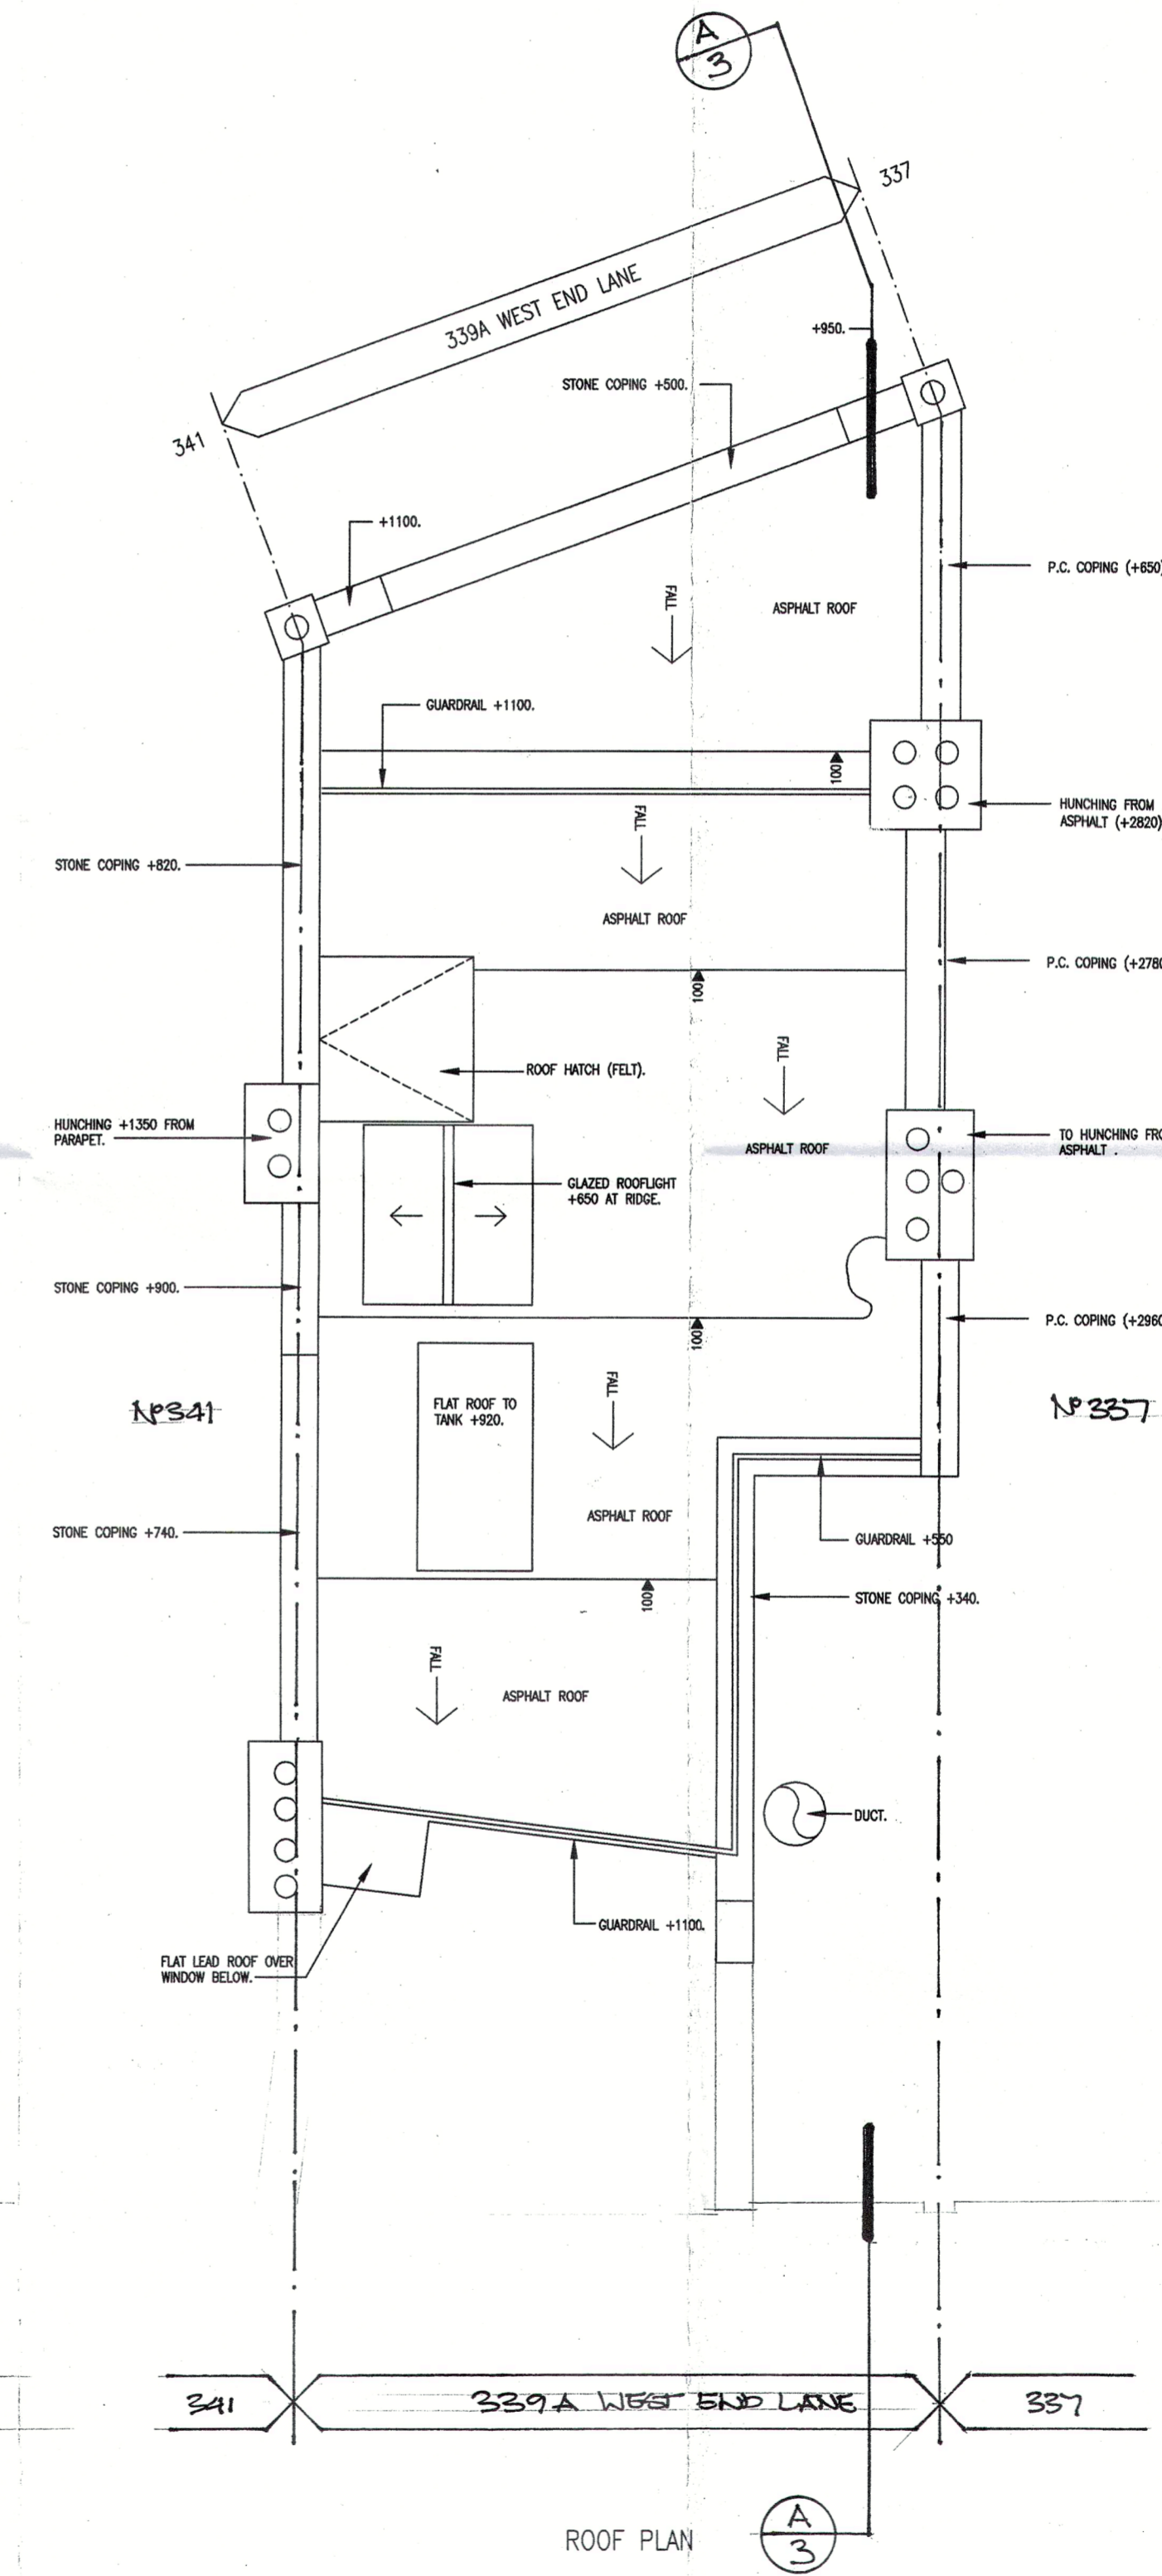 A
3
337
339A WEST END LANE
+950.
STONE COPING +500.
341
+1100.
P.C. COPING (+650)
FALL
ASPHALT ROOF
GUARDRAIL +1100.
100
HUNCHING FROM
ASPHALT (+2820)
FALL
STONE COPING +820.
ASPHALT ROOF
P.C. COPING (+2780
100
FALL
ROOF HATCH (FELT).
HUNCHING +1350 FROM
PARAPET.
TO HUNCHING FRO
ASPHALT .
ASPHALT ROOF
GLAZED ROOFLIGHT
+650 AT RIDGE.
STONE COPING +900.
P.C. COPING (+2960
100
FALL
FLAT ROOF TO
TANK +920.
Nº341
Nº337
ASPHALT ROOF
STONE COPING +740.
GUARDRAIL +550
100
STONE COPING +340.
FALL
ASPHALT ROOF
DUCT.
GUARDRAIL +1100.
FLAT LEAD ROOF OVER
WINDOW BELOW.
341
339A WEST END LANE
337
ROOF PLAN
A
3